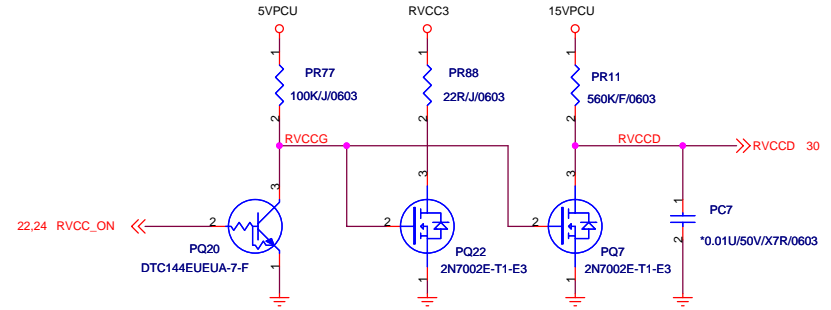 5VPCU
RVCC3
15VPCU
1
1
1
PR77
100K/J/0603
PR88
22R/J/0603
PR11
560K/F/0603
2
2
2
RVCCG
RVCCD
RVCCD 30
3
3
3
1
PC7
*0.01U/50V/X7R/0603
2
22,24 RVCC_ON
2
2
2
PQ20
DTC144EUEUA-7-F
PQ22
2N7002E-T1-E3
PQ7
2N7002E-T1-E3
1
1
1